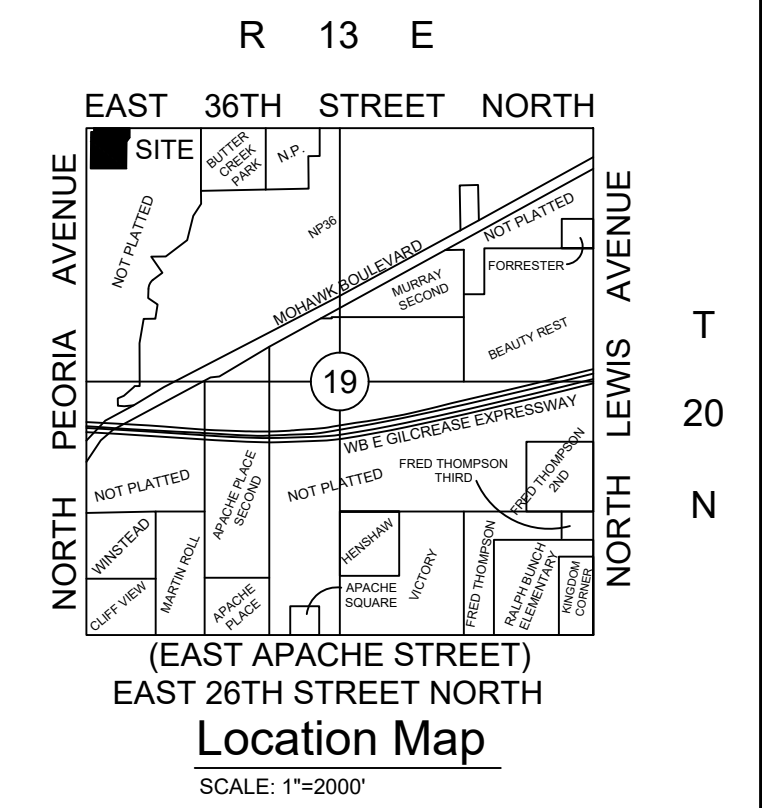 R 13 E
EAST 36TH STREET NORTH
SITE
BUTTER
CREEK
PARK
N.P.
NORTH PEORIA AVENUE
NOT PLATTED
NP36
MOHAWK BOULEVARD
NOT PLATTED
FORRESTER
MURRAY
SECOND
BEAUTY REST
NORTH LEWIS AVENUE
T
20
N
19
WB E GILCREASE EXPRESSWAY
NOT PLATTED
APACHE PLACE
SECOND
NOT PLATTED
FRED THOMPSON
THIRD
FRED THOMPSON
2ND
WINSTEAD
MARTIN ROLL
HENSHAW
VICTORY
FRED THOMPSON
RALPH BUNCH
ELEMENTARY
KINGDOM
CORNER
CLIFF VIEW
APACHE
PLACE
APACHE
SQUARE
(EAST APACHE STREET)
EAST 26TH STREET NORTH
Location Map
SCALE: 1"=2000'